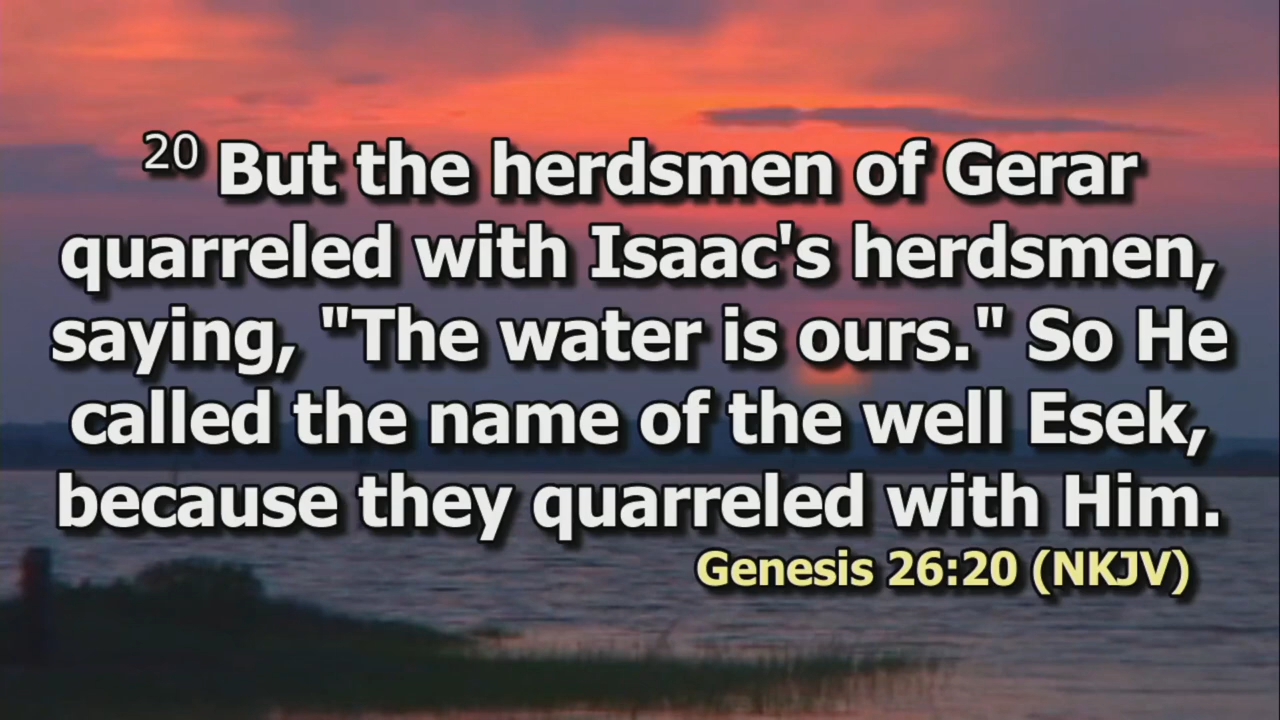 20 But the herdsmen of Gerar
quarreled with Isaac's herdsmen,
saying, "The water is ours." So He
called the name of the well Esek,
because they quarreled with Him.
Genesis 26:20 (NKJV)